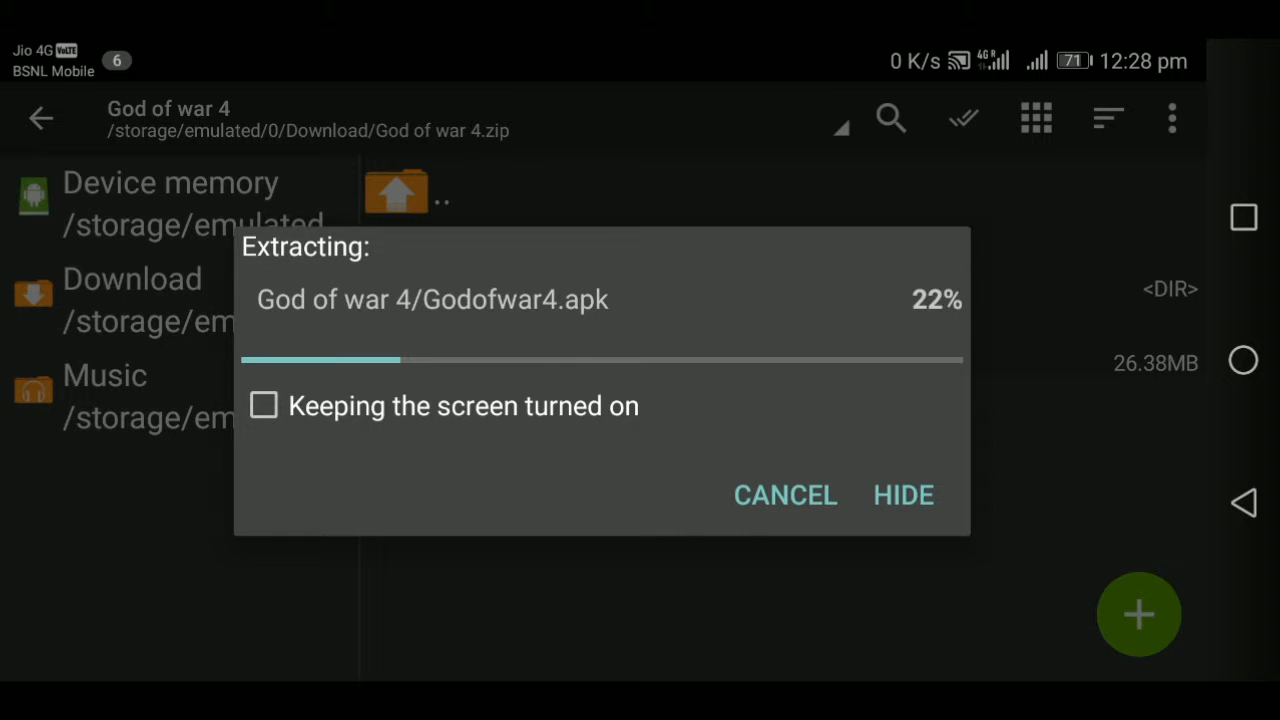 Jio 4G VoLTE
BSNL Mobile
6
0 K/s 4G R 71 12:28 pm
God of war 4
/storage/emulated/0/Download/God of war 4.zip
Device memory
/storage/emulated
Download
/storage/em
Music
/storage/em
..
<DIR>
26.38MB
Extracting:
God of war 4/Godofwar4.apk 22%
Keeping the screen turned on
CANCEL HIDE